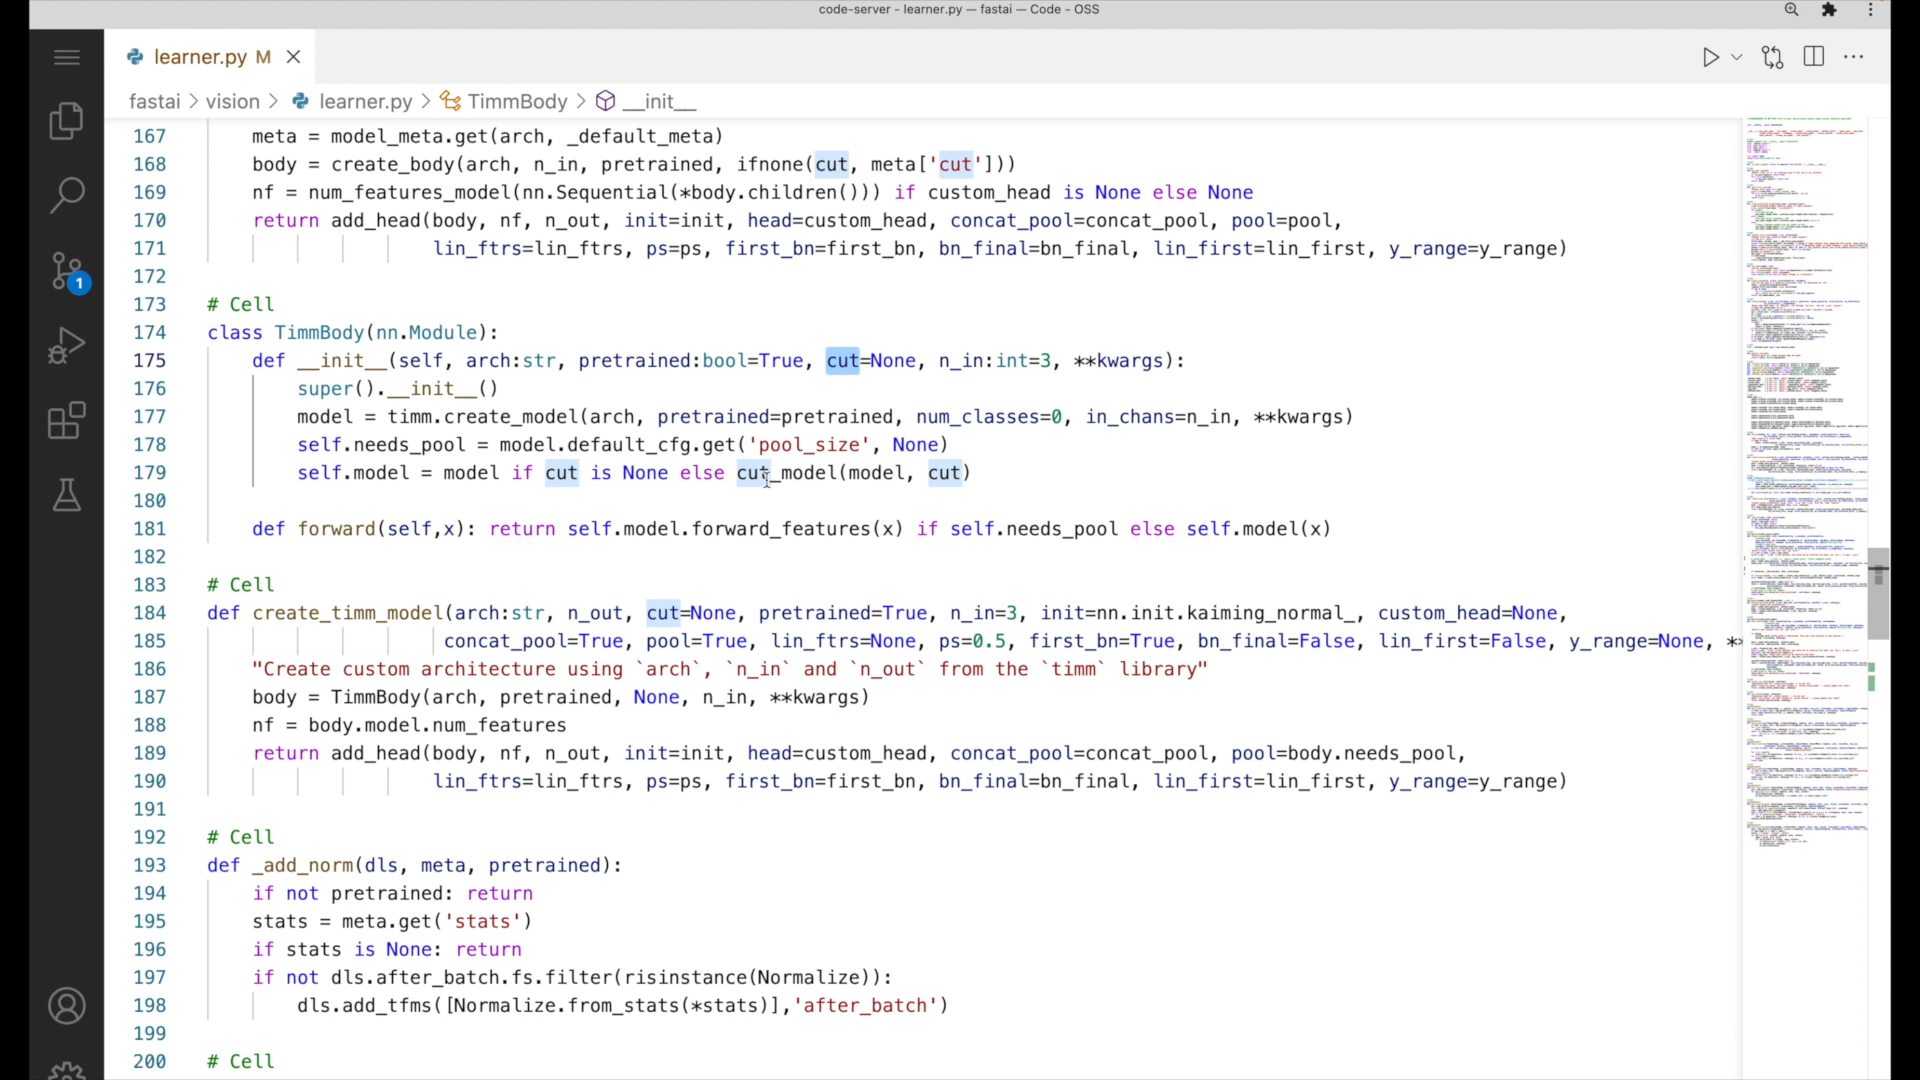 code-server - learner.py — fastai — Code - OSS
learner.py M
fastai > vision > learner.py > TimmBody > __init__
167 meta = model_meta.get(arch, _default_meta)
168 body = create_body(arch, n_in, pretrained, ifnone(cut, meta['cut']))
169 nf = num_features_model(nn.Sequential(*body.children())) if custom_head is None else None
170 return add_head(body, nf, n_out, init=init, head=custom_head, concat_pool=concat_pool, pool=pool,
171 lin_ftrs=lin_ftrs, ps=ps, first_bn=first_bn, bn_final=bn_final, lin_first=lin_first, y_range=y_range)
172
173 # Cell
174 class TimmBody(nn.Module):
175 def __init__(self, arch:str, pretrained:bool=True, cut=None, n_in:int=3, **kwargs):
176 super().__init__()
177 model = timm.create_model(arch, pretrained=pretrained, num_classes=0, in_chans=n_in, **kwargs)
178 self.needs_pool = model.default_cfg.get('pool_size', None)
179 self.model = model if cut is None else cut_model(model, cut)
180
181 def forward(self,x): return self.model.forward_features(x) if self.needs_pool else self.model(x)
182
183 # Cell
184 def create_timm_model(arch:str, n_out, cut=None, pretrained=True, n_in=3, init=nn.init.kaiming_normal_, custom_head=None,
185 concat_pool=True, pool=True, lin_ftrs=None, ps=0.5, first_bn=True, bn_final=False, lin_first=False, y_range=None, **
186 "Create custom architecture using `arch`, `n_in` and `n_out` from the `timm` library"
187 body = TimmBody(arch, pretrained, None, n_in, **kwargs)
188 nf = body.model.num_features
189 return add_head(body, nf, n_out, init=init, head=custom_head, concat_pool=concat_pool, pool=body.needs_pool,
190 lin_ftrs=lin_ftrs, ps=ps, first_bn=first_bn, bn_final=bn_final, lin_first=lin_first, y_range=y_range)
191
192 # Cell
193 def _add_norm(dls, meta, pretrained):
194 if not pretrained: return
195 stats = meta.get('stats')
196 if stats is None: return
197 if not dls.after_batch.fs.filter(risinstance(Normalize)):
198 dls.add_tfms([Normalize.from_stats(*stats)],'after_batch')
199
200 # Cell
1